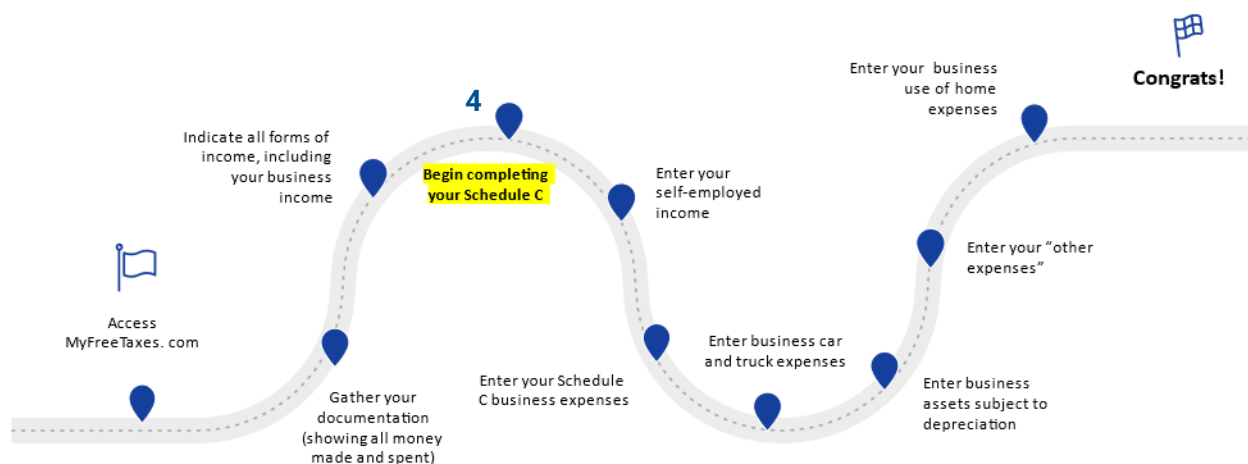 Access
MyFreeTaxes. com
Gather your
documentation
(showing all money
made and spent)
Indicate all forms of
income, including
your business
income
4
Begin completing
your Schedule C
Enter your
self-employed
income
Enter your Schedule
C business expenses
Enter business car
and truck expenses
Enter business
assets subject to
depreciation
Enter your “other
expenses”
Enter your business
use of home
expenses
Congrats!